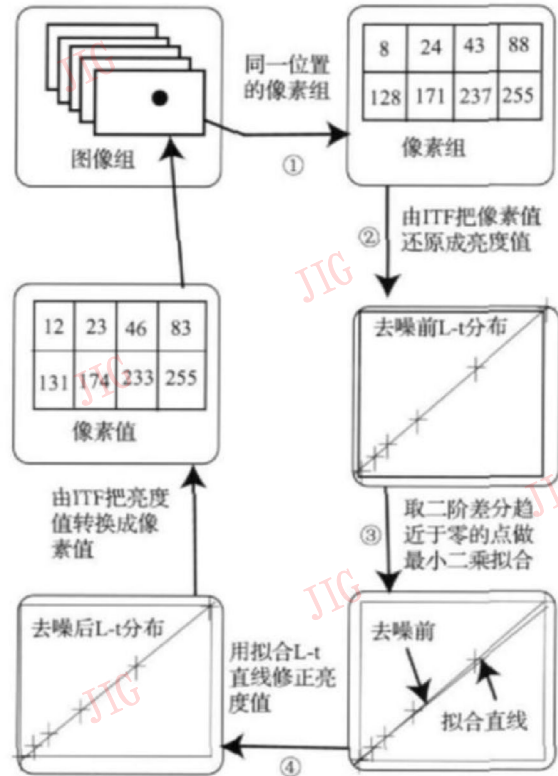 JIG
图像组
同一位置
的像素组
①
8 24 43 88
128 171 237 255
像素组
②
由ITF把像素值
还原成亮度值
JIG
去噪前L-t分布
12 23 46 83
131 174 233 255
JIG
像素值
由ITF把亮度
值转换成像
素值
③
取二阶差分趋
近于零的点做
最小二乘拟合
JIG
JIG
去噪后L-t分布
JIG
用拟合L-t
直线修正亮
度值
④
去噪前
拟合直线